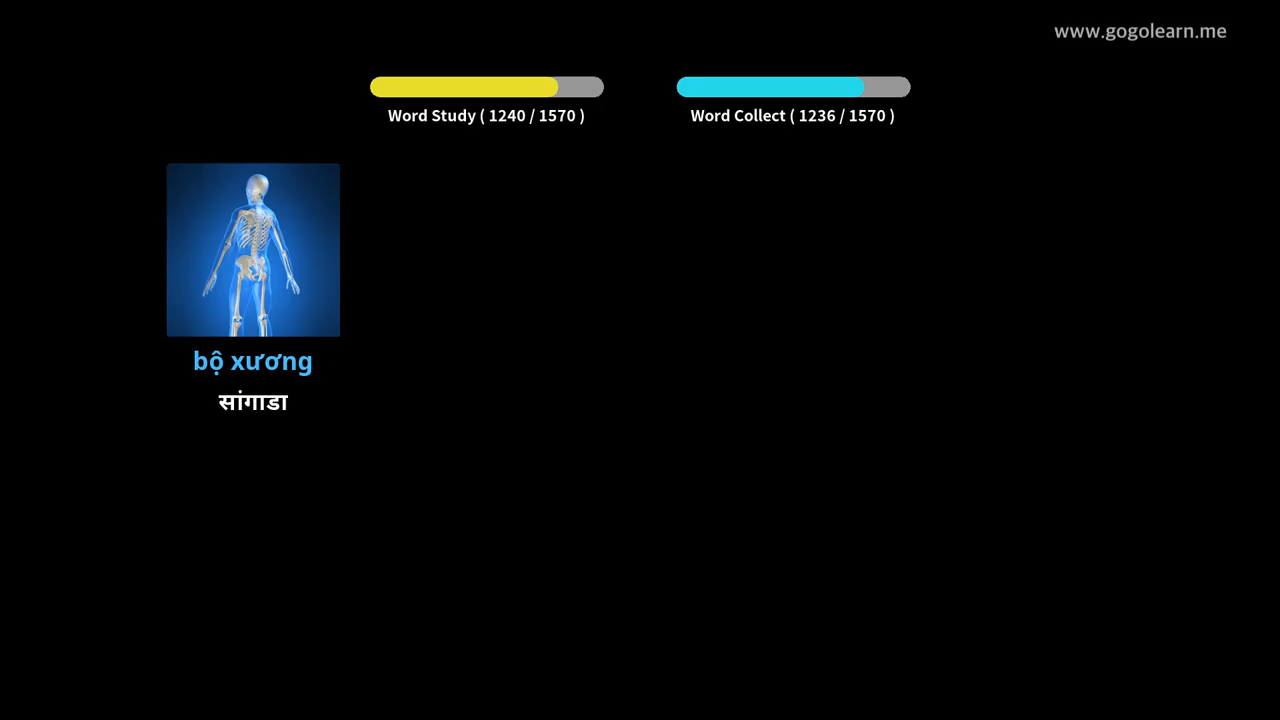 www.gogolearn.me
Word Study ( 1240 / 1570 )
Word Collect ( 1236 / 1570 )
bộ xương
सांगाडा